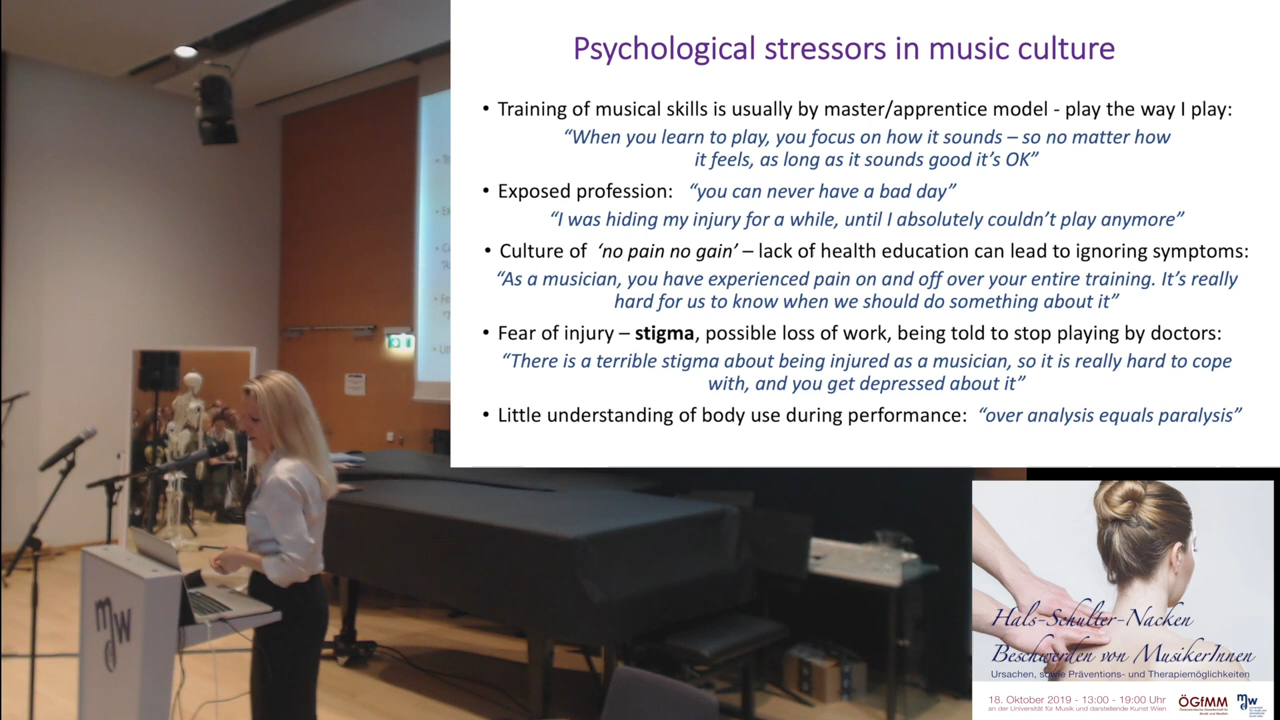 Psychological stressors in music culture
• Training of musical skills is usually by master/apprentice model - play the way I play:
“When you learn to play, you focus on how it sounds – so no matter how
it feels, as long as it sounds good it’s OK”
• Exposed profession: “you can never have a bad day”
“I was hiding my injury for a while, until I absolutely couldn’t play anymore”
• Culture of ‘no pain no gain’ – lack of health education can lead to ignoring symptoms:
“As a musician, you have experienced pain on and off over your entire training. It’s really
hard for us to know when we should do something about it”
• Fear of injury – stigma, possible loss of work, being told to stop playing by doctors:
“There is a terrible stigma about being injured as a musician, so it is really hard to cope
with, and you get depressed about it”
• Little understanding of body use during performance: “over analysis equals paralysis”
mdw
Hals-Schulter-Nacken
Beschwerden von MusikerInnen
Ursachen, sowie Präventions- und Therapiemöglichkeiten
18. Oktober 2019 - 13:00 - 19:00 Uhr
an der Universität für Musik und darstellende Kunst Wien
ÖGfMM
mdw